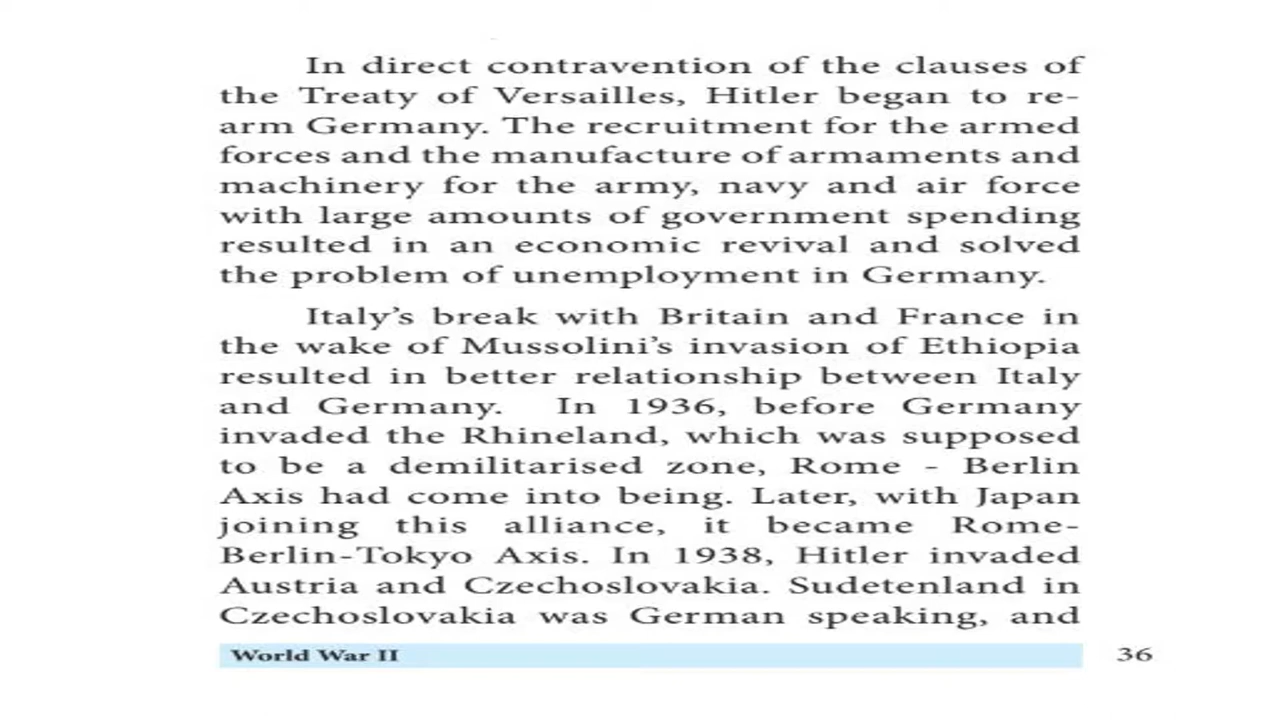 In direct contravention of the clauses of
the Treaty of Versailles, Hitler began to re-
arm Germany. The recruitment for the armed
forces and the manufacture of armaments and
machinery for the army, navy and air force
with large amounts of government spending
resulted in an economic revival and solved
the problem of unemployment in Germany.
Italy’s break with Britain and France in
the wake of Mussolini’s invasion of Ethiopia
resulted in better relationship between Italy
and Germany. In 1936, before Germany
invaded the Rhineland, which was supposed
to be a demilitarised zone, Rome - Berlin
Axis had come into being. Later, with Japan
joining this alliance, it became Rome-
Berlin-Tokyo Axis. In 1938, Hitler invaded
Austria and Czechoslovakia. Sudetenland in
Czechoslovakia was German speaking, and
World War II 36